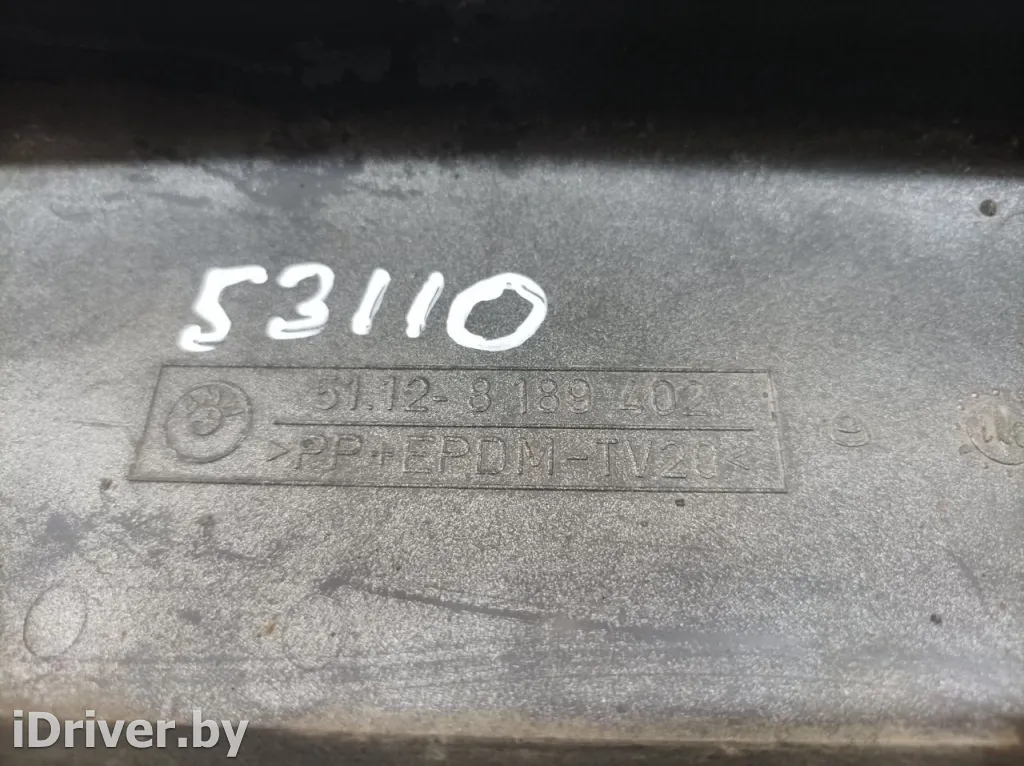 53110
51.12-8 189 402
>PP+EPDM-TV20<
iDriver.by